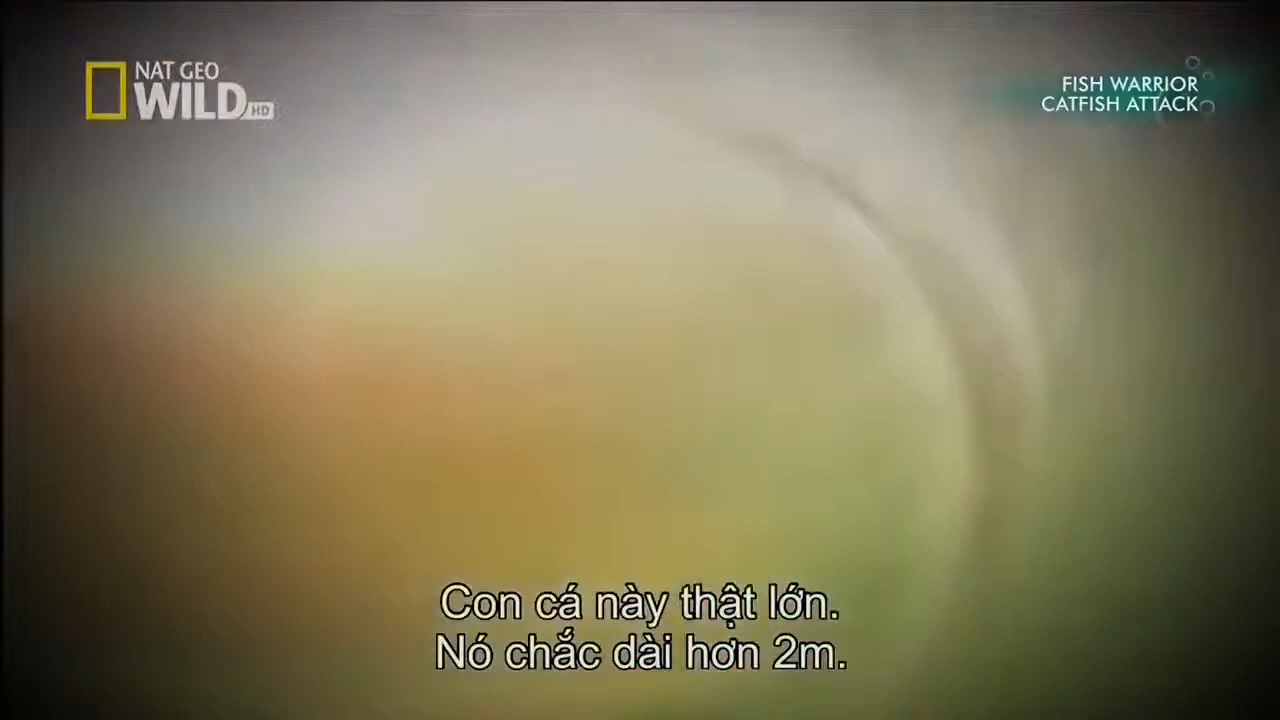 NAT GEO
WILD HD
FISH WARRIOR
CATFISH ATTACK
Con cá này thật lớn.
Nó chắc dài hơn 2m.